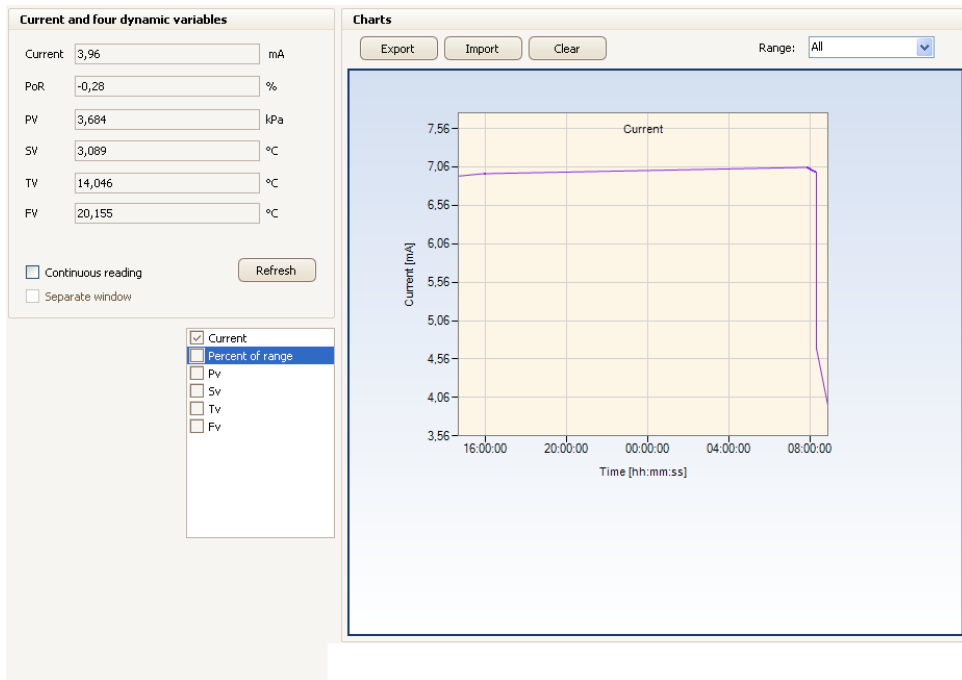 Current and four dynamic variables
Current 3,96 mA
PoR -0,28 %
PV 3,684 kPa
SV 3,089 °C
TV 14,046 °C
FV 20,155 °C
Continuous reading Refresh
Separate window
Current
Percent of range
Pv
Sv
Tv
Fv
Charts
Export Import Clear Range: All
Current
Current [mA]
7,56
7,06
6,56
6,06
5,56
5,06
4,56
4,06
3,56
16:00:00 20:00:00 00:00:00 04:00:00 08:00:00
Time [hh:mm:ss]